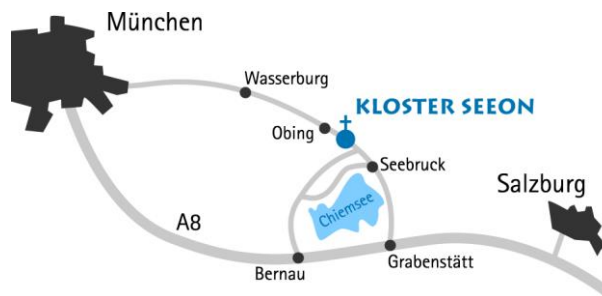 München
Wasserburg
KLOSTER SEEON
Obing
Seebruck
Salzburg
Chiemsee
A8
Bernau
Grabenstätt